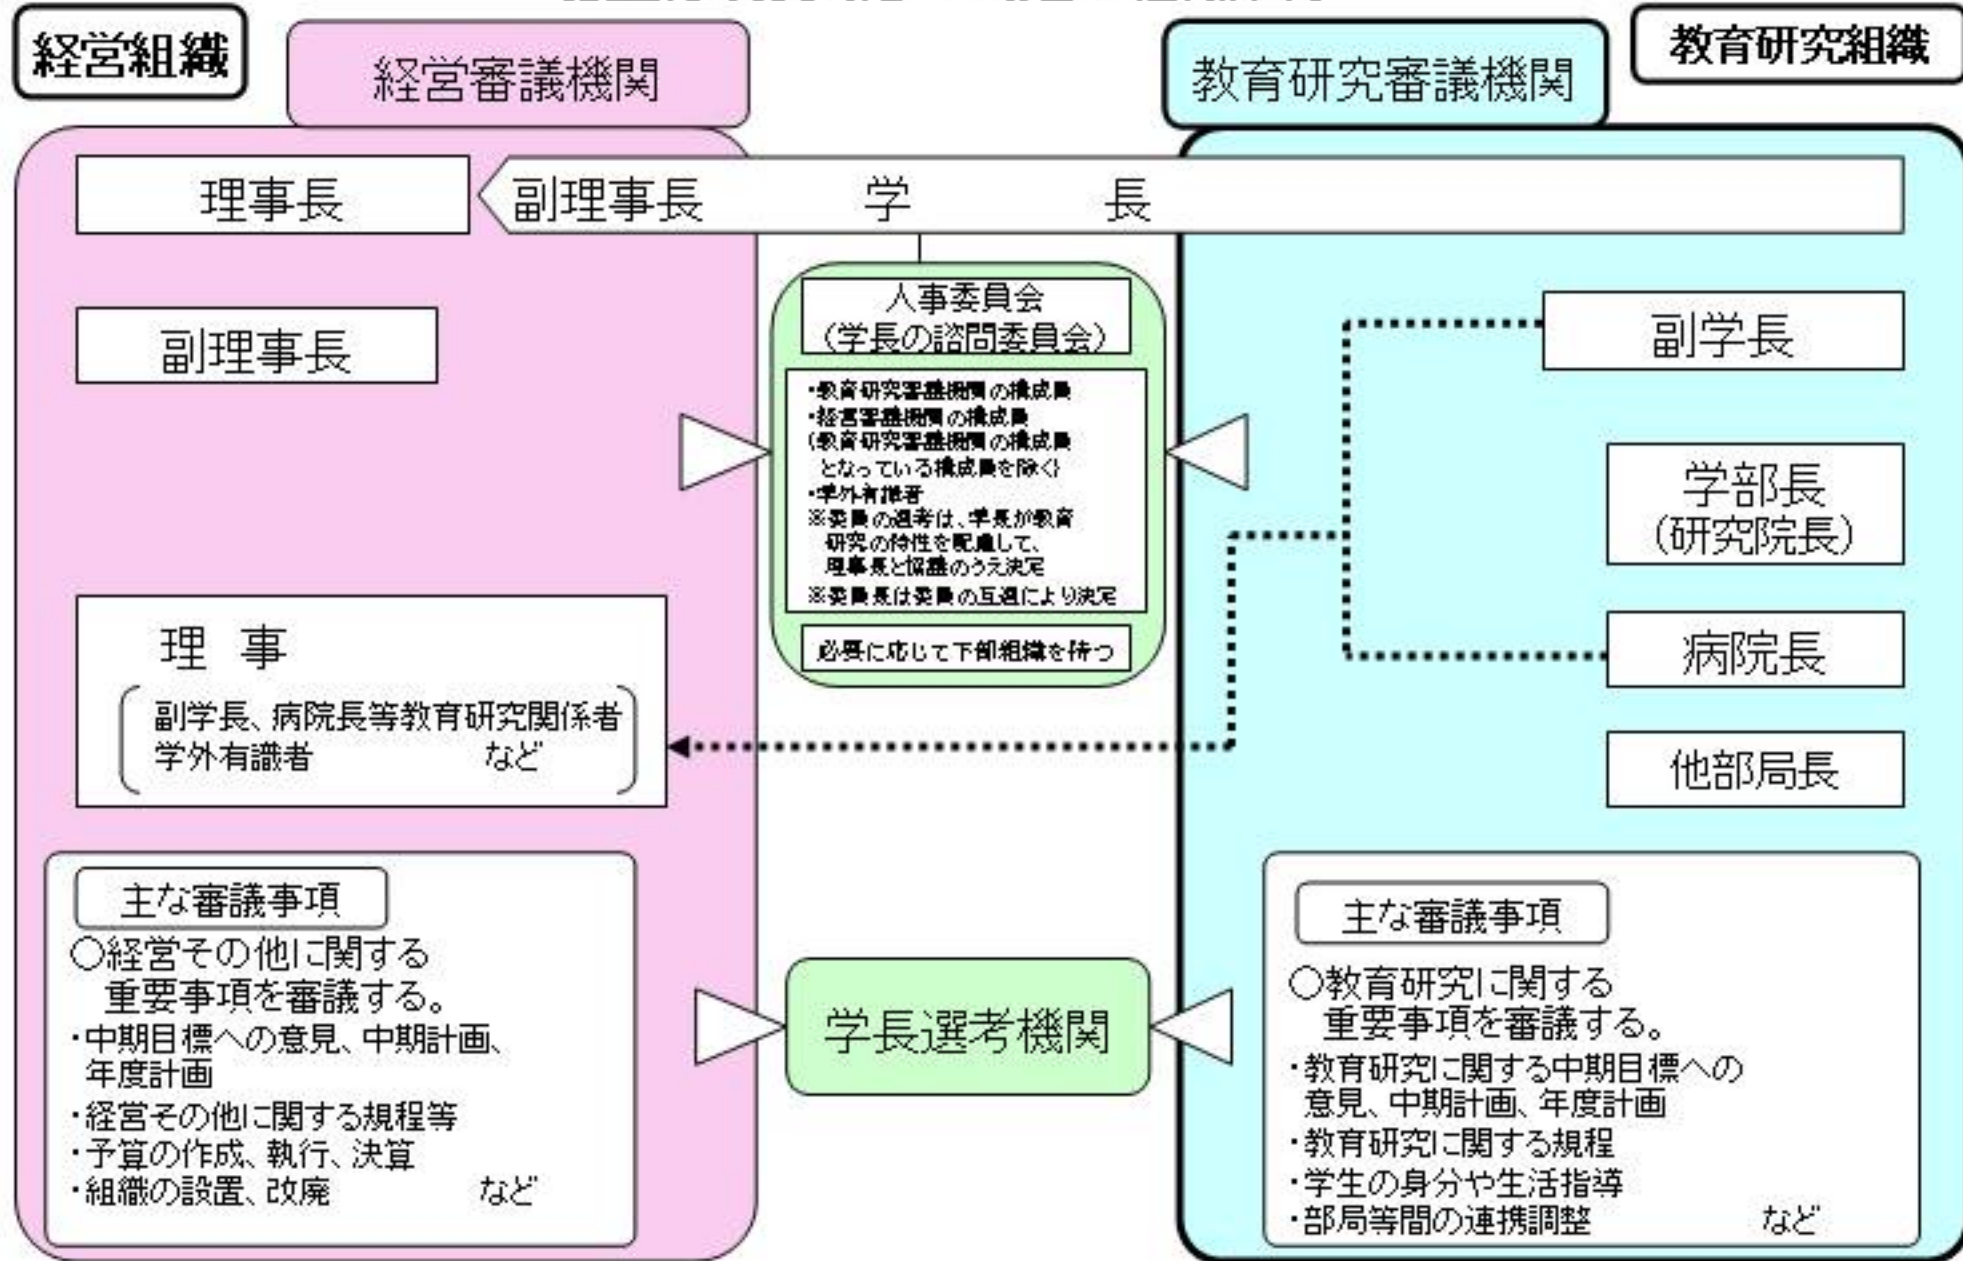 経営組織
経営審議機関
教育研究審議機関
教育研究組織
理事長
副理事長　学　長
副理事長
人事委員会
(学長の諮問委員会)
・教育研究審議機関の構成員
・経営審議機関の構成員
(教育研究審議機関の構成員
となっている構成員を除く)
・学外有識者
※委員の選考は、学長が教育
研究の特性を配慮して、
理事長と協議のうえ決定
※委員長は委員の互選により決定
必要に応じて下部組織を持つ
副学長
学部長
(研究院長)
病院長
他部局長
理 事
副学長、病院長等教育研究関係者
学外有識者　など
主な審議事項
○経営その他に関する
重要事項を審議する。
・中期目標への意見、中期計画、
年度計画
・経営その他に関する規程等
・予算の作成、執行、決算
・組織の設置、改廃　など
学長選考機関
主な審議事項
○教育研究に関する
重要事項を審議する。
・教育研究に関する中期目標への
意見、中期計画、年度計画
・教育研究に関する規程
・学生の身分や生活指導
・部局等間の連携調整　など